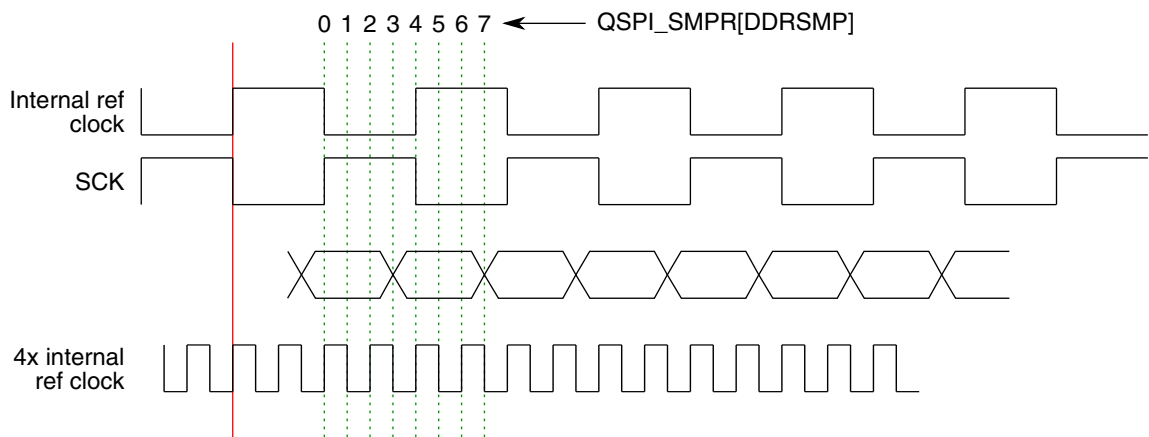 0 1 2 3 4 5 6 7 QSPI_SMPR[DDRSMP]
Internal ref
clock
SCK
4x internal
ref clock